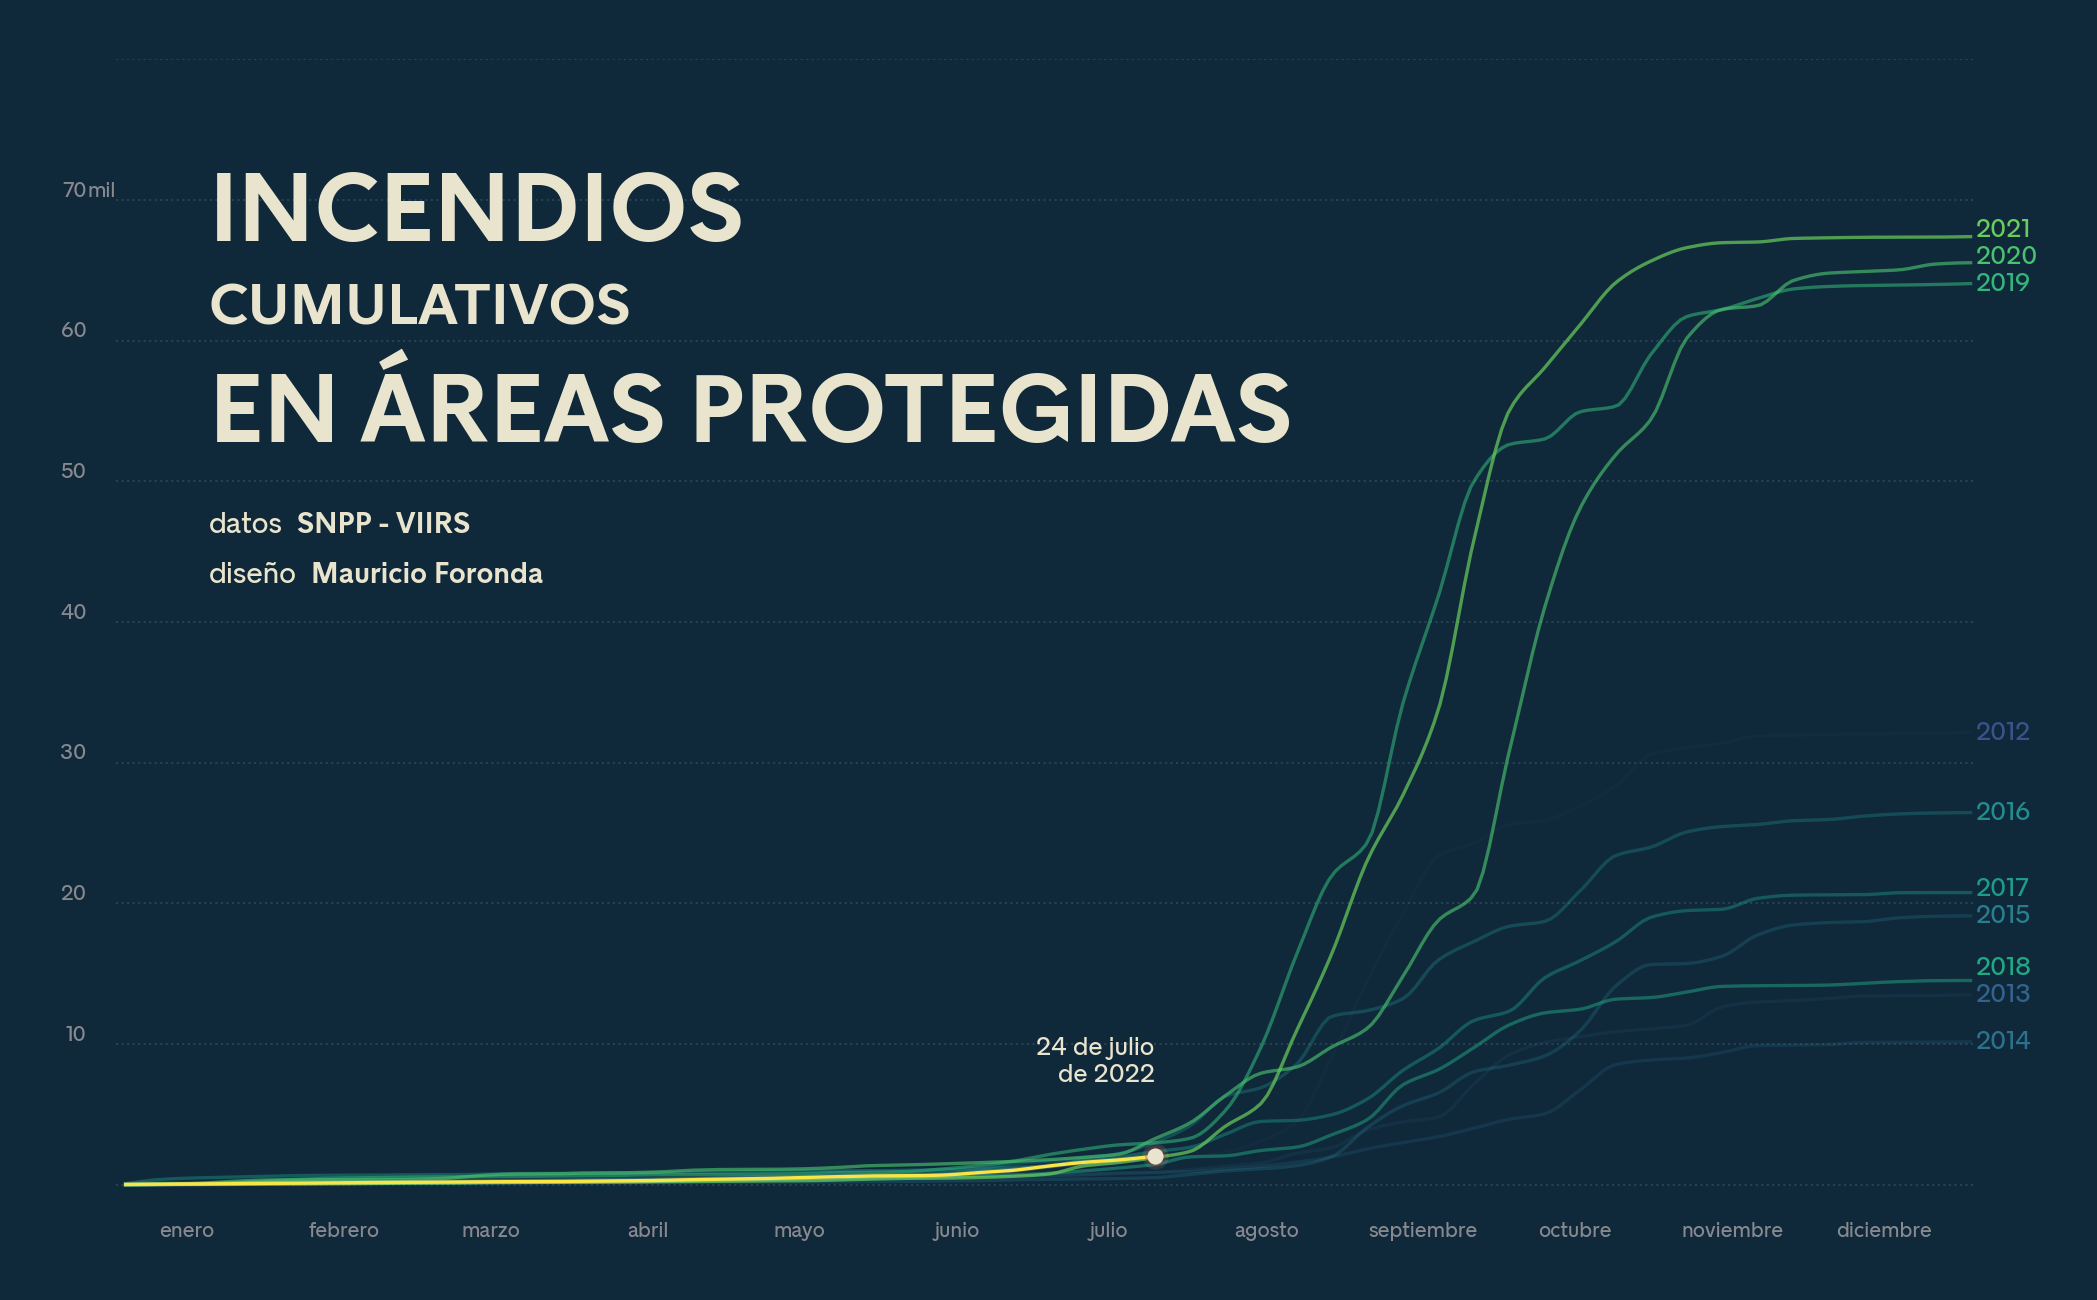 INCENDIOS
CUMULATIVOS
EN ÁREAS PROTEGIDAS
datos SNPP - VIIRS
diseño Mauricio Foronda
70 mil
60
50
40
30
20
10
2021
2020
2019
2012
2016
2017
2015
2018
2013
2014
24 de julio
de 2022
enero febrero marzo abril mayo junio julio agosto septiembre octubre noviembre diciembre